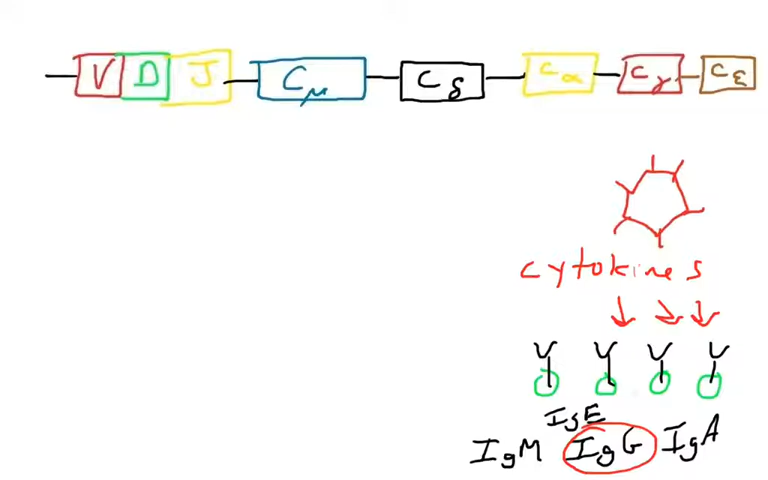 V D J Cμ Cδ Cα Cγ Cε
cytokines
IgE
IgM IgG IgA